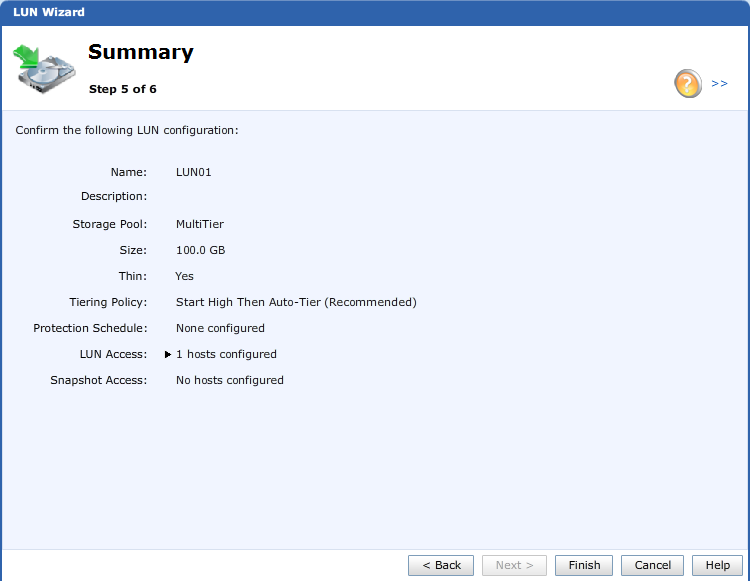 LUN Wizard
Summary
Step 5 of 6
? >>
Confirm the following LUN configuration:
Name: LUN01
Description:
Storage Pool: MultiTier
Size: 100.0 GB
Thin: Yes
Tiering Policy: Start High Then Auto-Tier (Recommended)
Protection Schedule: None configured
LUN Access: 1 hosts configured
Snapshot Access: No hosts configured
< Back Next > Finish Cancel Help